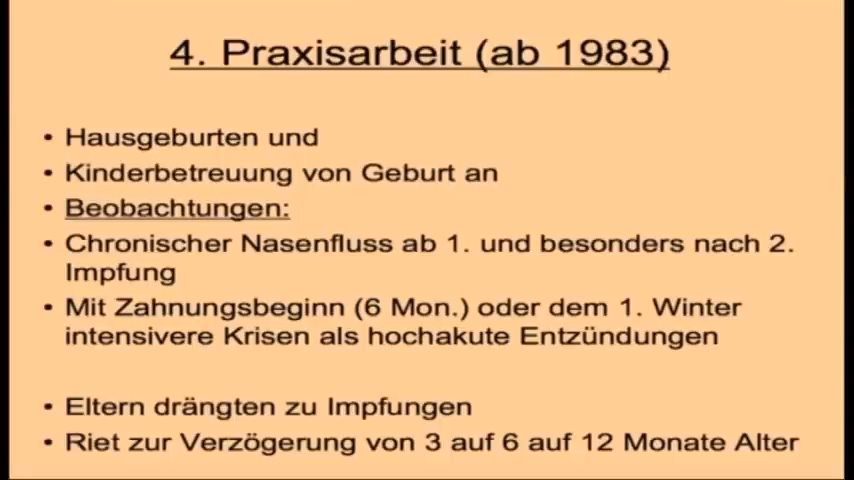 4. Praxisarbeit (ab 1983)
• Hausgeburten und
• Kinderbetreuung von Geburt an
• Beobachtungen:
• Chronischer Nasenfluss ab 1. und besonders nach 2.
Impfung
• Mit Zahnungsbeginn (6 Mon.) oder dem 1. Winter
intensivere Krisen als hochakute Entzündungen
• Eltern drängten zu Impfungen
• Riet zur Verzögerung von 3 auf 6 auf 12 Monate Alter